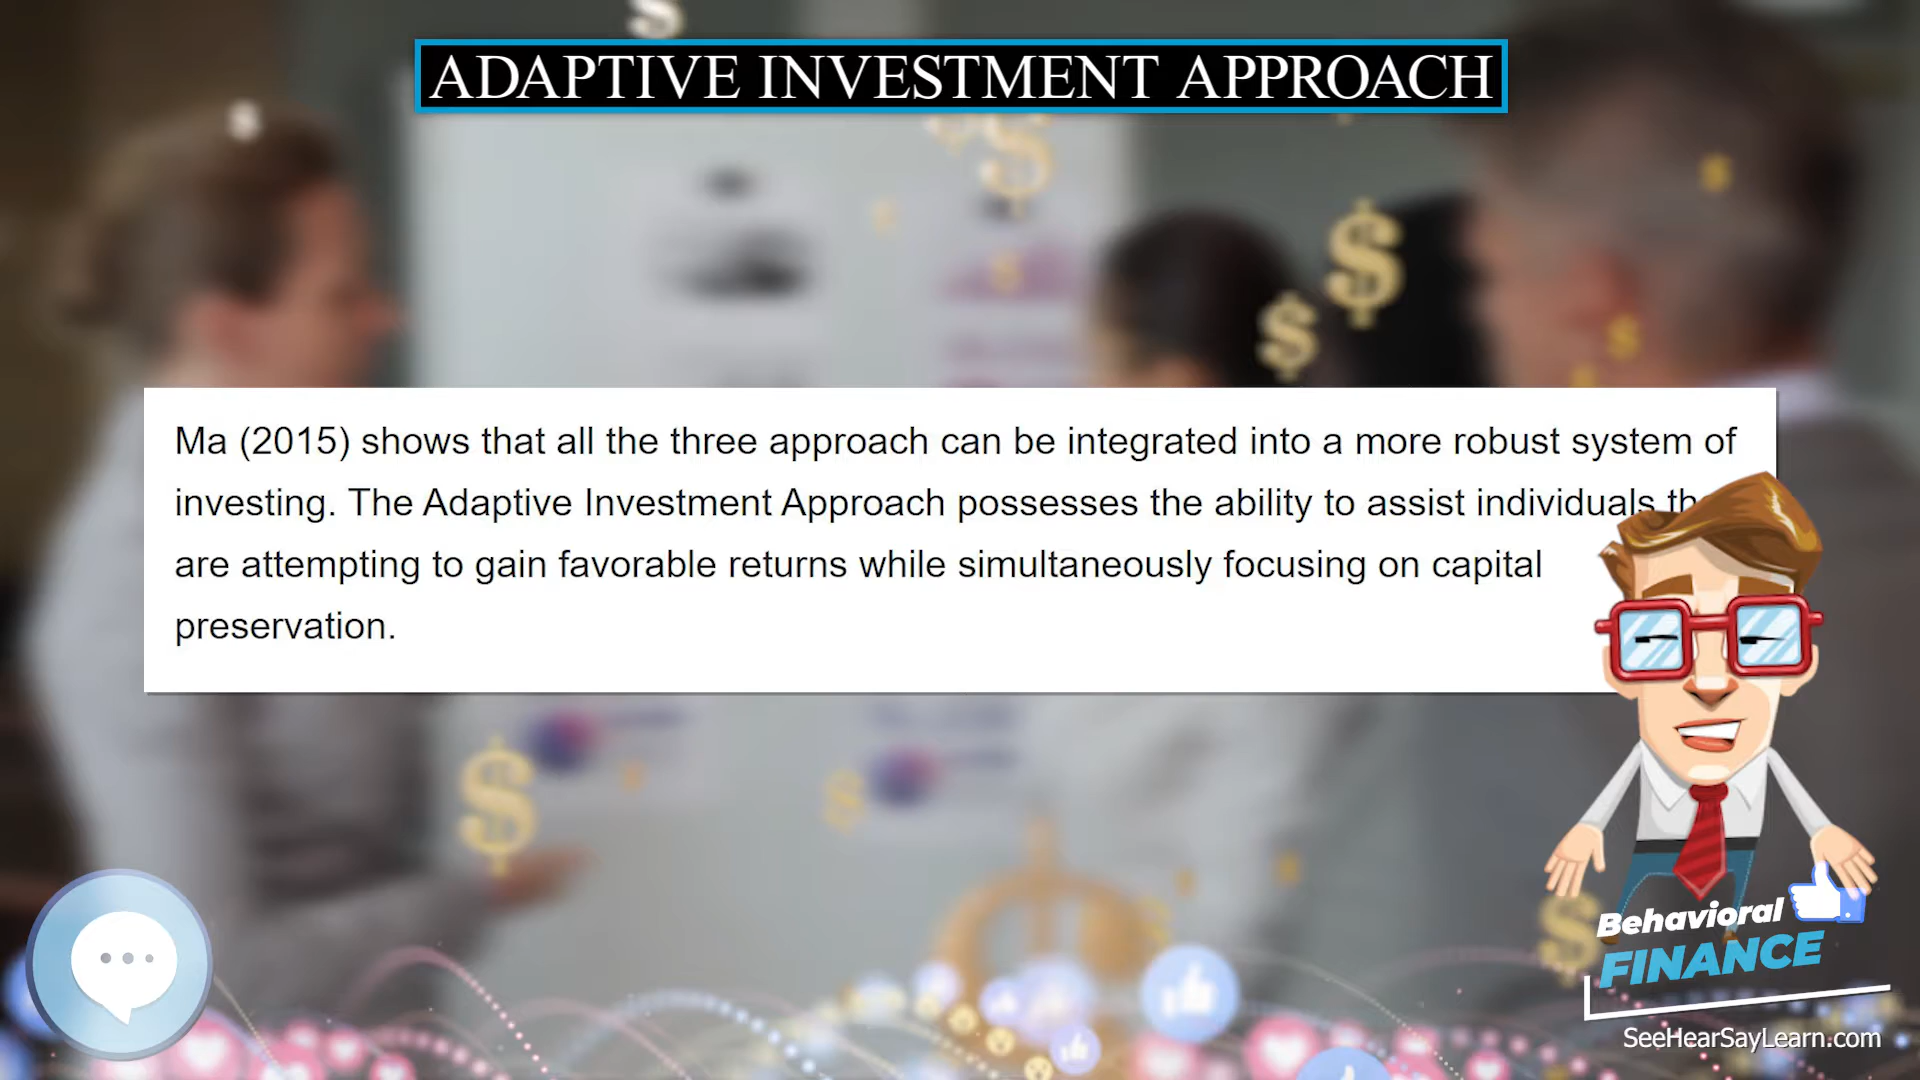 ADAPTIVE INVESTMENT APPROACH
Ma (2015) shows that all the three approach can be integrated into a more robust system of
investing. The Adaptive Investment Approach possesses the ability to assist individuals
are attempting to gain favorable returns while simultaneously focusing on capital
preservation.
Behavioral
FINANCE
SeeHearSayLearn.com